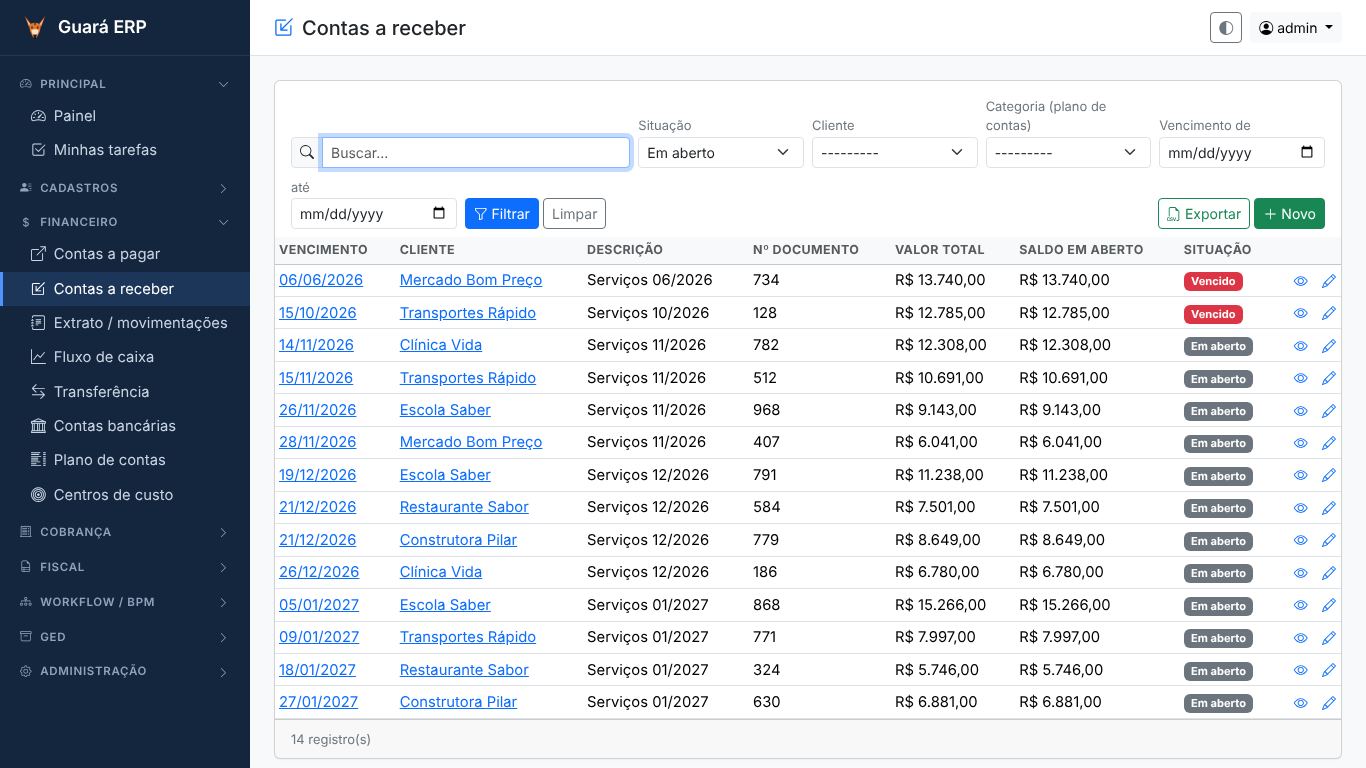 Guará ERP
PRINCIPAL
Painel
Minhas tarefas
CADASTROS
FINANCEIRO
Contas a pagar
Contas a receber
Extrato / movimentações
Fluxo de caixa
Transferência
Contas bancárias
Plano de contas
Centros de custo
COBRANÇA
FISCAL
WORKFLOW / BPM
GED
ADMINISTRAÇÃO
Contas a receber
admin
Buscar...
Situação
Em aberto
Cliente
---------
Categoria (plano de
contas)
---------
Vencimento de
mm/dd/yyyy
até
mm/dd/yyyy
Filtrar
Limpar
Exportar
Novo
VENCIMENTO CLIENTE DESCRIÇÃO Nº DOCUMENTO VALOR TOTAL SALDO EM ABERTO SITUAÇÃO
06/06/2026 Mercado Bom Preço Serviços 06/2026 734 R$ 13.740,00 R$ 13.740,00 Vencido
15/10/2026 Transportes Rápido Serviços 10/2026 128 R$ 12.785,00 R$ 12.785,00 Vencido
14/11/2026 Clínica Vida Serviços 11/2026 782 R$ 12.308,00 R$ 12.308,00 Em aberto
15/11/2026 Transportes Rápido Serviços 11/2026 512 R$ 10.691,00 R$ 10.691,00 Em aberto
26/11/2026 Escola Saber Serviços 11/2026 968 R$ 9.143,00 R$ 9.143,00 Em aberto
28/11/2026 Mercado Bom Preço Serviços 11/2026 407 R$ 6.041,00 R$ 6.041,00 Em aberto
19/12/2026 Escola Saber Serviços 12/2026 791 R$ 11.238,00 R$ 11.238,00 Em aberto
21/12/2026 Restaurante Sabor Serviços 12/2026 584 R$ 7.501,00 R$ 7.501,00 Em aberto
21/12/2026 Construtora Pilar Serviços 12/2026 779 R$ 8.649,00 R$ 8.649,00 Em aberto
26/12/2026 Clínica Vida Serviços 12/2026 186 R$ 6.780,00 R$ 6.780,00 Em aberto
05/01/2027 Escola Saber Serviços 01/2027 868 R$ 15.266,00 R$ 15.266,00 Em aberto
09/01/2027 Transportes Rápido Serviços 01/2027 771 R$ 7.997,00 R$ 7.997,00 Em aberto
18/01/2027 Restaurante Sabor Serviços 01/2027 324 R$ 5.746,00 R$ 5.746,00 Em aberto
27/01/2027 Construtora Pilar Serviços 01/2027 630 R$ 6.881,00 R$ 6.881,00 Em aberto
14 registro(s)